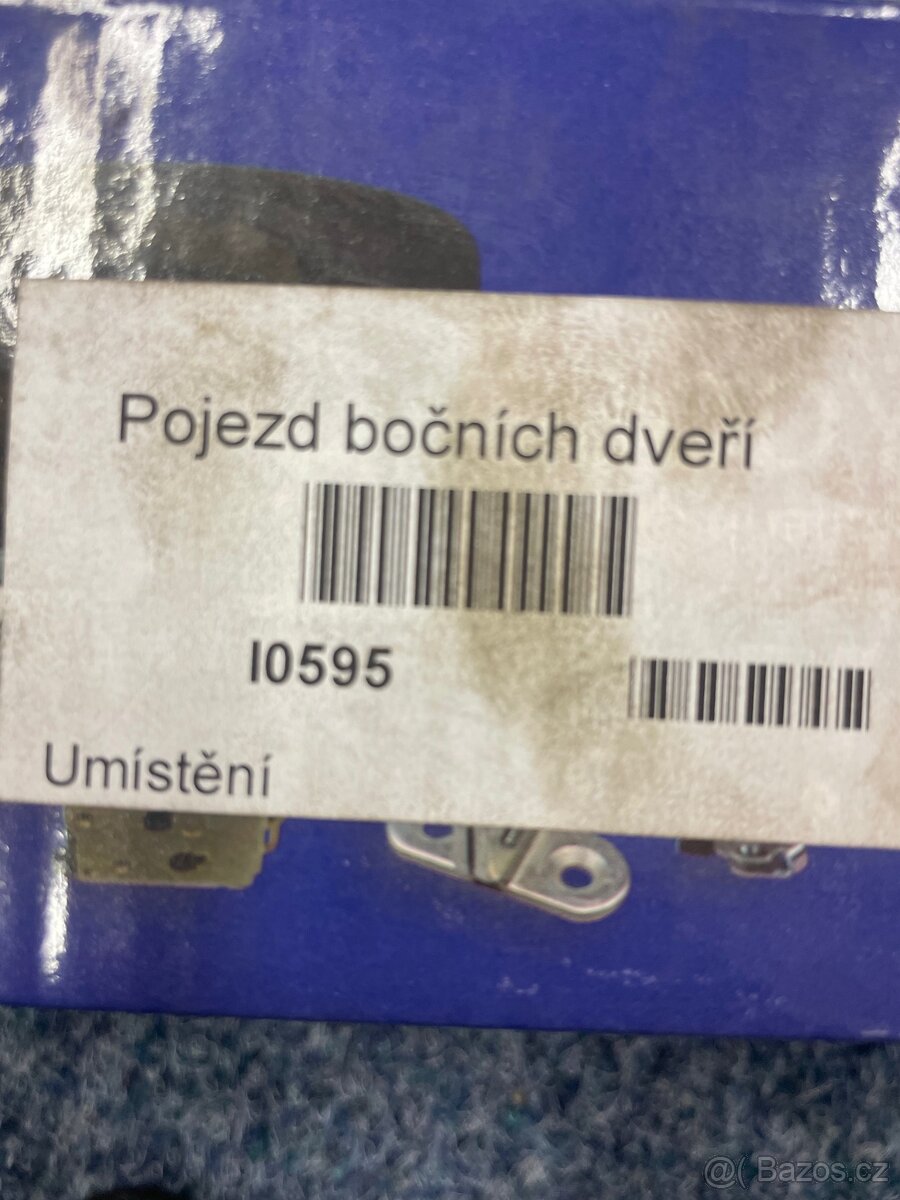 Pojezd bočních dveří
I0595
Umístění
@( Bazos.cz